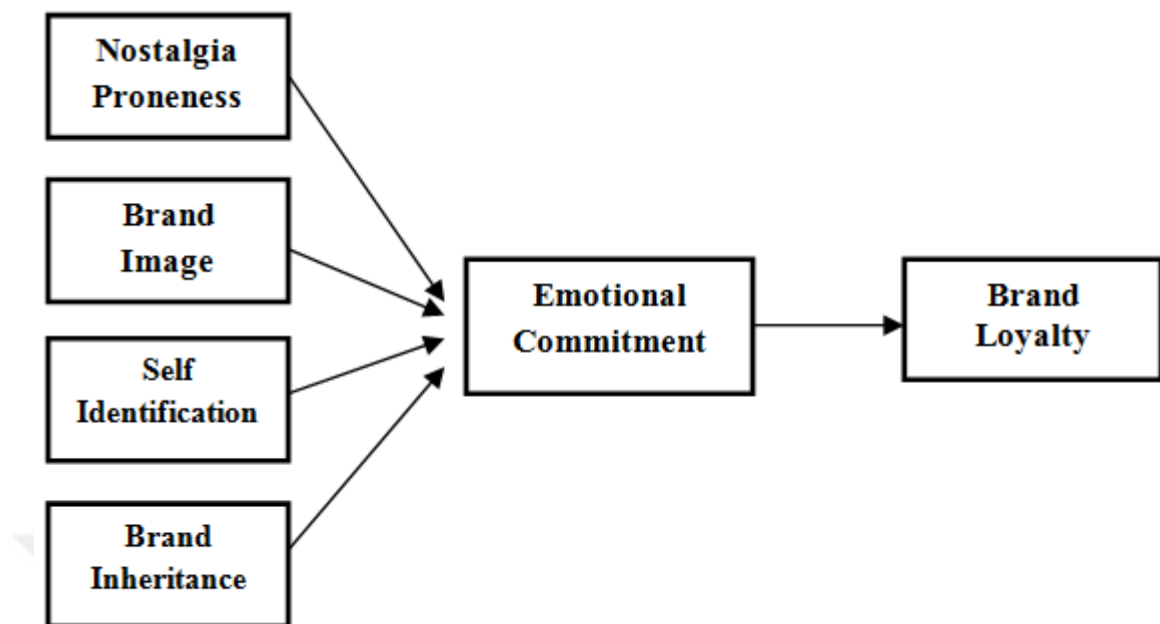 Nostalgia
Proneness
Brand
Image
Self
Identification
Brand
Inheritance
Emotional
Commitment
Brand
Loyalty